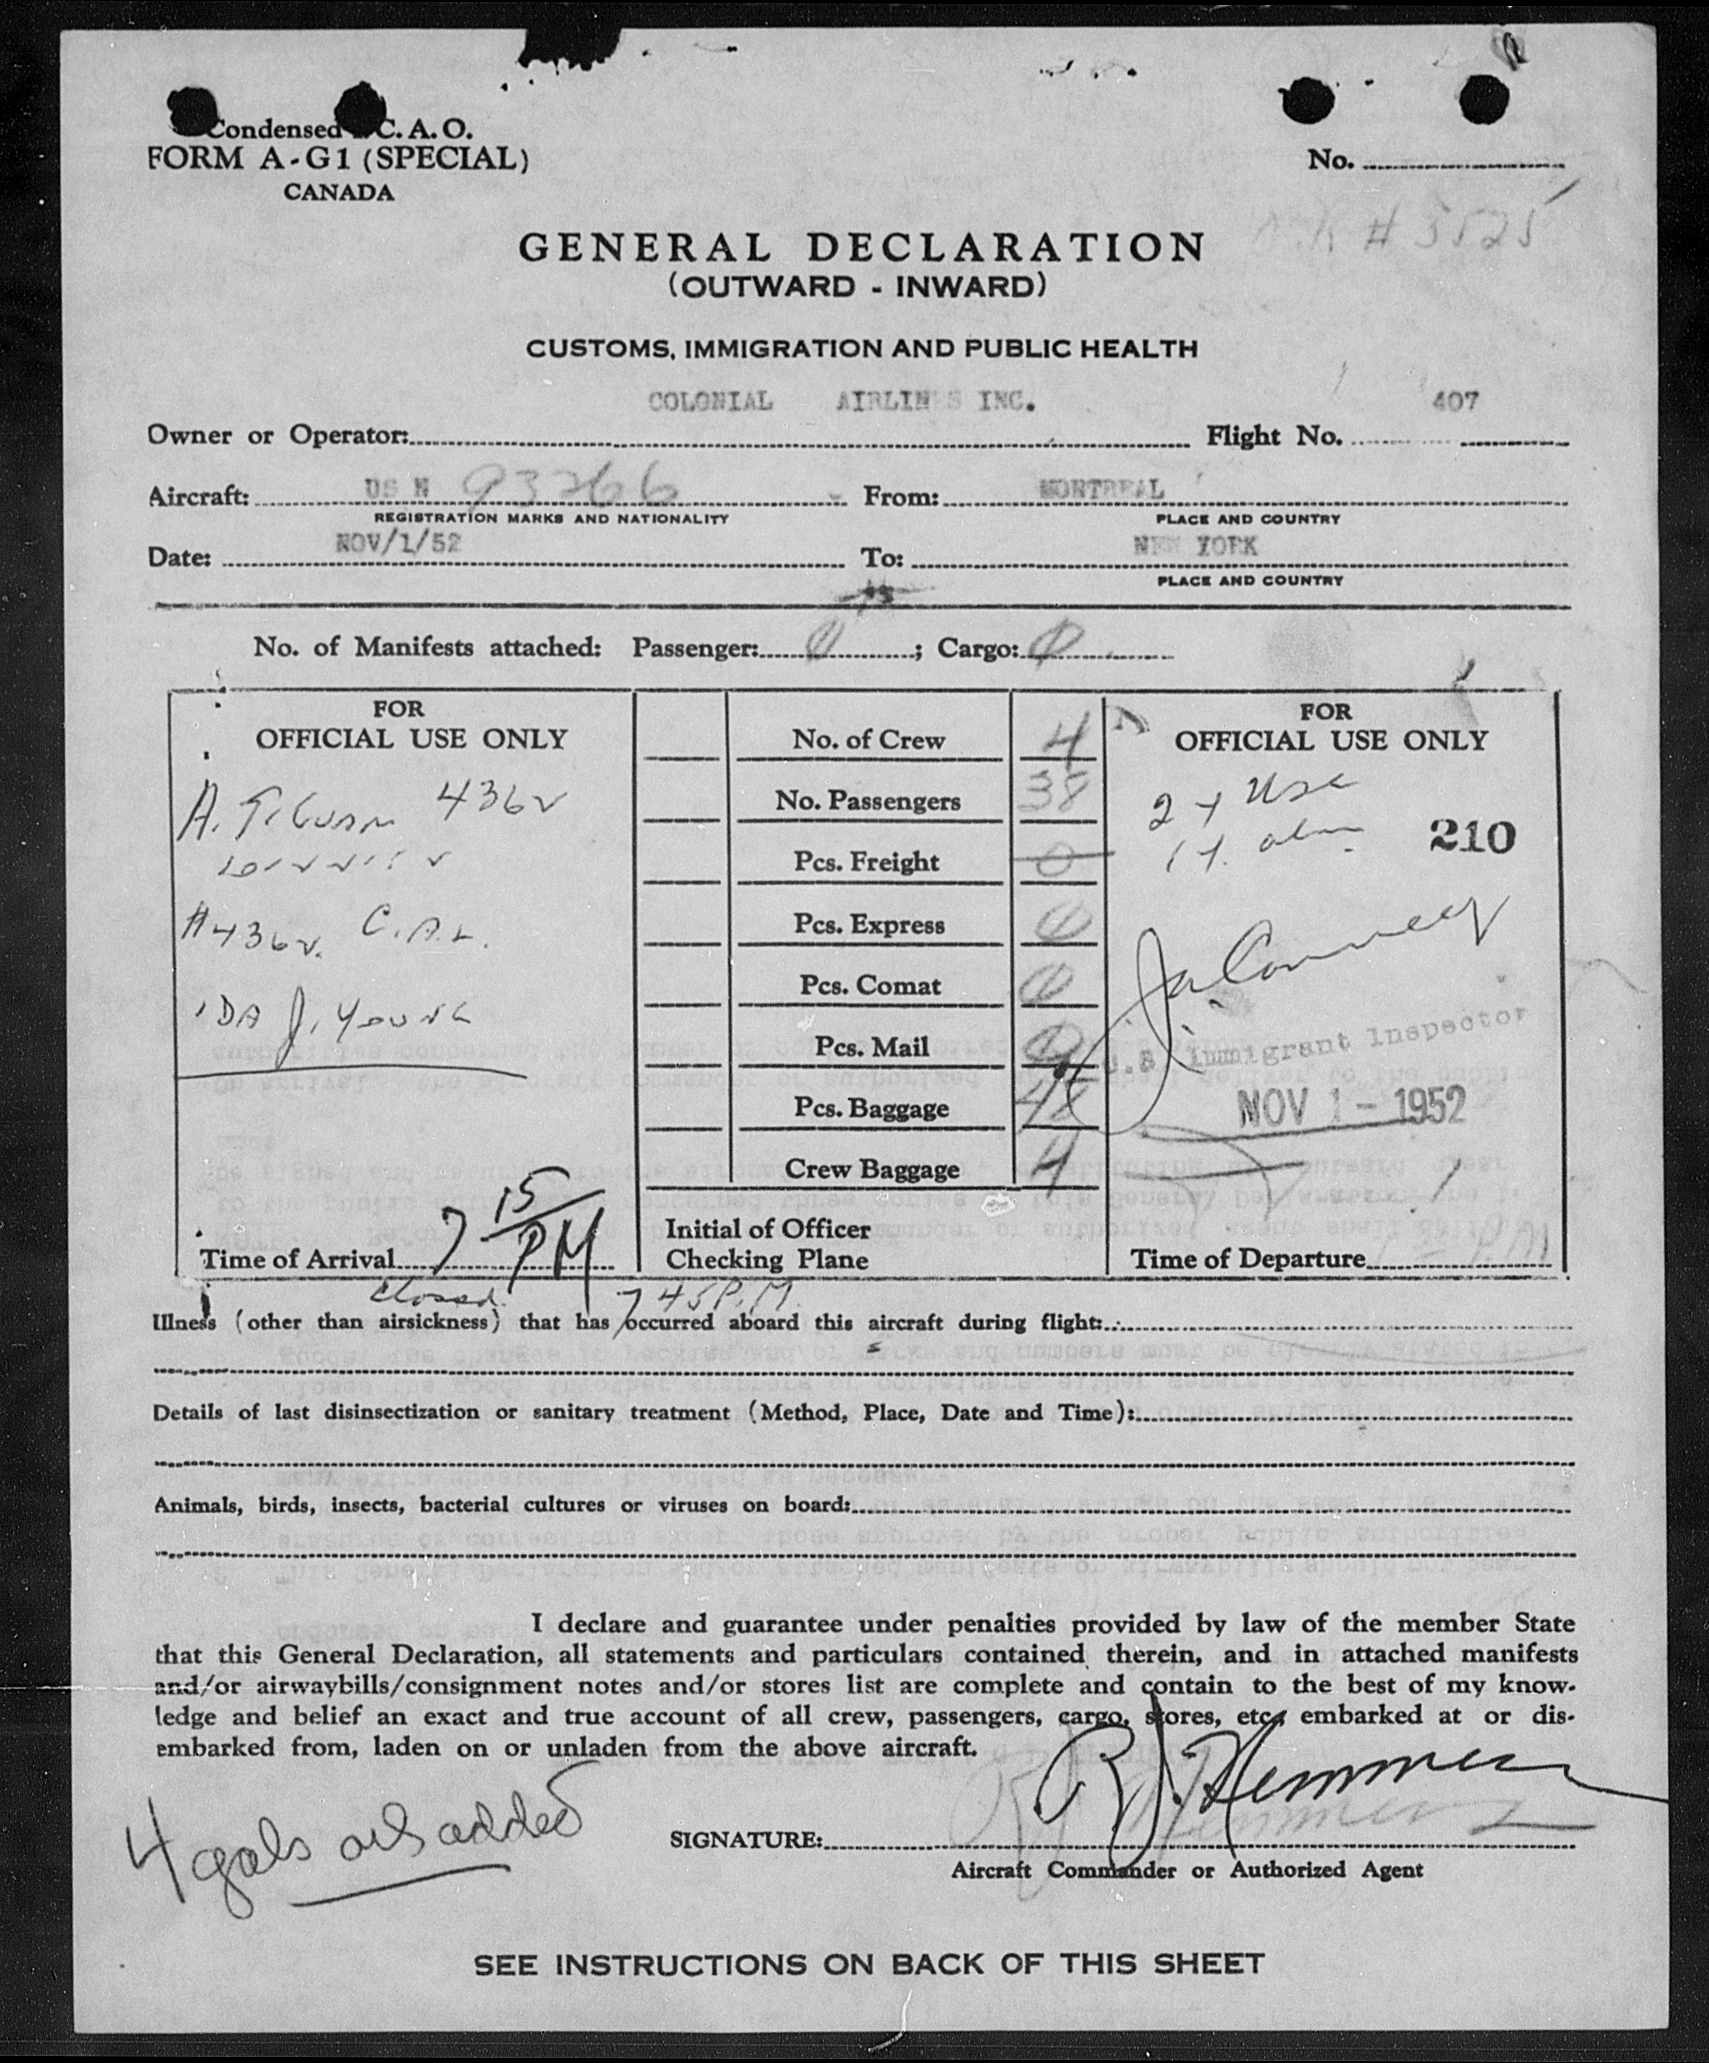 Condensed I.C.A.O.
FORM A-G1 (SPECIAL)
CANADA
No.
# 5525
GENERAL DECLARATION
(OUTWARD - INWARD)
CUSTOMS, IMMIGRATION AND PUBLIC HEALTH
Owner or Operator: COLONIAL AIRLINES INC. Flight No. 407
Aircraft: US N 93266 From: MONTREAL
REGISTRATION MARKS AND NATIONALITY PLACE AND COUNTRY
Date: NOV/1/52 To: NEW YORK
PLACE AND COUNTRY
No. of Manifests attached: Passenger: 0; Cargo: 0
FOR
OFFICIAL USE ONLY
A. 4362
#4362. C.A.L.
IDA J. YOUNG
Time of Arrival 7 15 PM
No. of Crew 4
No. Passengers 38
Pcs. Freight 0
Pcs. Express 0
Pcs. Comat 0
Pcs. Mail 0
Pcs. Baggage 48
Crew Baggage 4
Initial of Officer
Checking Plane
FOR
OFFICIAL USE ONLY
210
U.S Immigrant Inspector
NOV 1 - 1952
Time of Departure P.M
closed 7 45 P.M.
Illness (other than airsickness) that has occurred aboard this aircraft during flight:
Details of last disinsectization or sanitary treatment (Method, Place, Date and Time):
Animals, birds, insects, bacterial cultures or viruses on board:
I declare and guarantee under penalties provided by law of the member State
that this General Declaration, all statements and particulars contained therein, and in attached manifests
and/or airwaybills/consignment notes and/or stores list are complete and contain to the best of my know-
ledge and belief an exact and true account of all crew, passengers, cargo, stores, etc., embarked at or dis-
embarked from, laden on or unladen from the above aircraft.
4 gals oil added
SIGNATURE: R J. Hemmen
Aircraft Commander or Authorized Agent
SEE INSTRUCTIONS ON BACK OF THIS SHEET